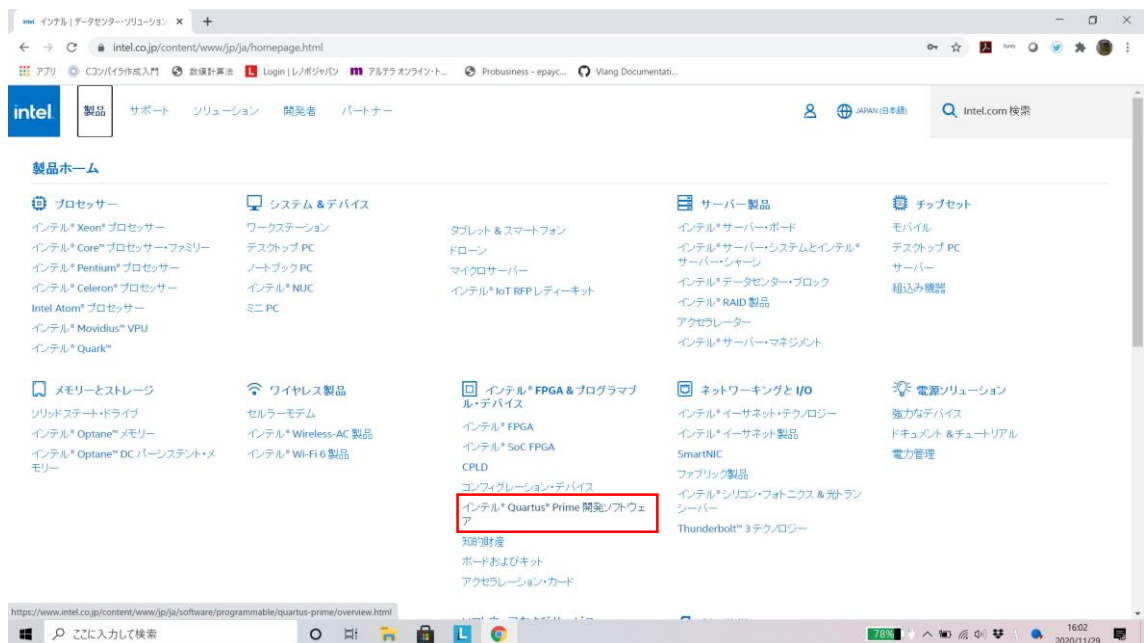 intel インテル | データセンター・ソリューション × +
intel.co.jp/content/www/jp/ja/homepage.html
アプリ Cコンパイラ作成入門 数値計算法 Login | レノボジャパン アルテラ オンライン・ト... Probusiness - epayc... Vlang Documentati...
intel. 製品 サポート ソリューション 開発者 パートナー JAPAN (日本語) Intel.com 検索
製品ホーム
プロセッサー
インテル® Xeon® プロセッサー
インテル® Core™ プロセッサー・ファミリー
インテル® Pentium® プロセッサー
インテル® Celeron® プロセッサー
Intel Atom® プロセッサー
インテル® Movidius™ VPU
インテル® Quark™
システム & デバイス
ワークステーション
デスクトップ PC
ノートブック PC
インテル® NUC
ミニ PC
タブレット & スマートフォン
ドローン
マイクロサーバー
インテル® IoT RFP レディーキット
サーバー製品
インテル® サーバー・ボード
インテル® サーバー・システムとインテル®
サーバー・シャーシ
インテル® データセンター・ブロック
インテル® RAID 製品
アクセラレーター
インテル® サーバー・マネジメント
チップセット
モバイル
デスクトップ PC
サーバー
組込み機器
メモリーとストレージ
ソリッドステート・ドライブ
インテル® Optane™ メモリー
インテル® Optane™ DC パーシステント・メ
モリー
ワイヤレス製品
セルラーモデム
インテル® Wireless-AC 製品
インテル® Wi-Fi 6 製品
インテル® FPGA & プログラマブ
ル・デバイス
インテル® FPGA
インテル® SoC FPGA
CPLD
コンフィグレーション・デバイス
インテル® Quartus® Prime 開発ソフトウェ
ア
知的財産
ボードおよびキット
アクセラレーション・カード
ネットワーキングと I/O
インテル® イーサネット・テクノロジー
インテル® イーサネット製品
SmartNIC
ファブリック製品
インテル® シリコン・フォトニクス & 光トラン
シーバー
Thunderbolt™ 3 テクノロジー
電源ソリューション
強力なデバイス
ドキュメント & チュートリアル
電力管理
https://www.intel.co.jp/content/www/jp/ja/software/programmable/quartus-prime/overview.html
ここに入力して検索
78%
16:02
2020/11/29